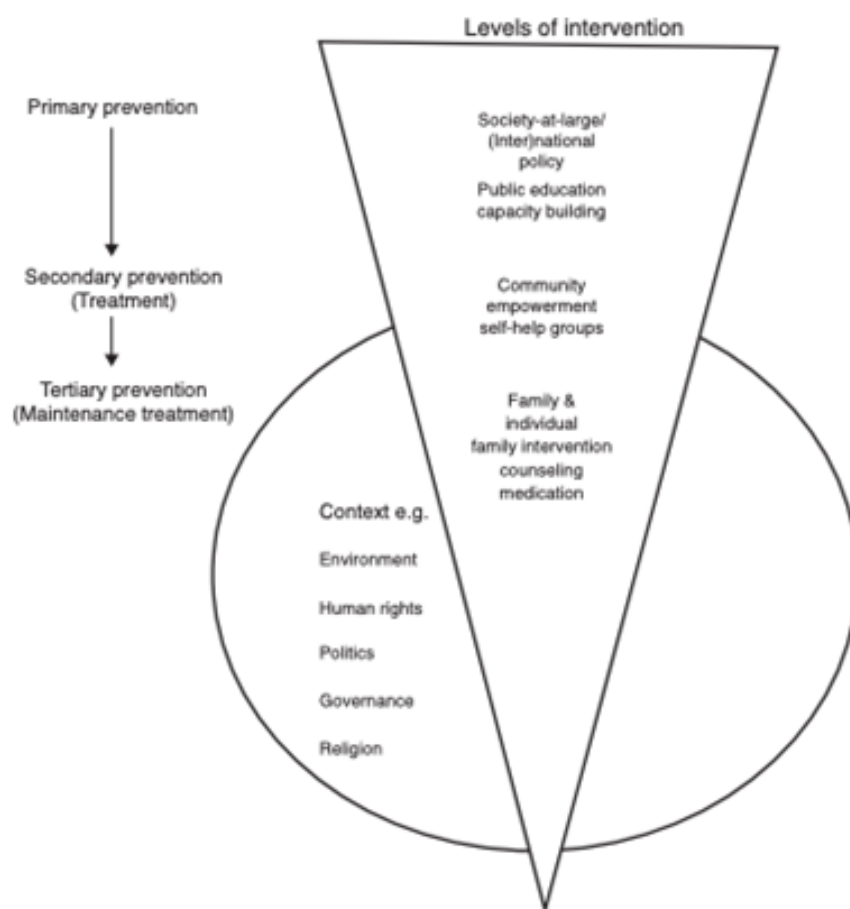 Levels of intervention
Primary prevention
Secondary prevention
(Treatment)
Tertiary prevention
(Maintenance treatment)
Society-at-large/
(Inter)national
policy
Public education
capacity building
Community
empowerment
self-help groups
Family &
individual
family intervention
counseling
medication
Context e.g.
Environment
Human rights
Politics
Governance
Religion